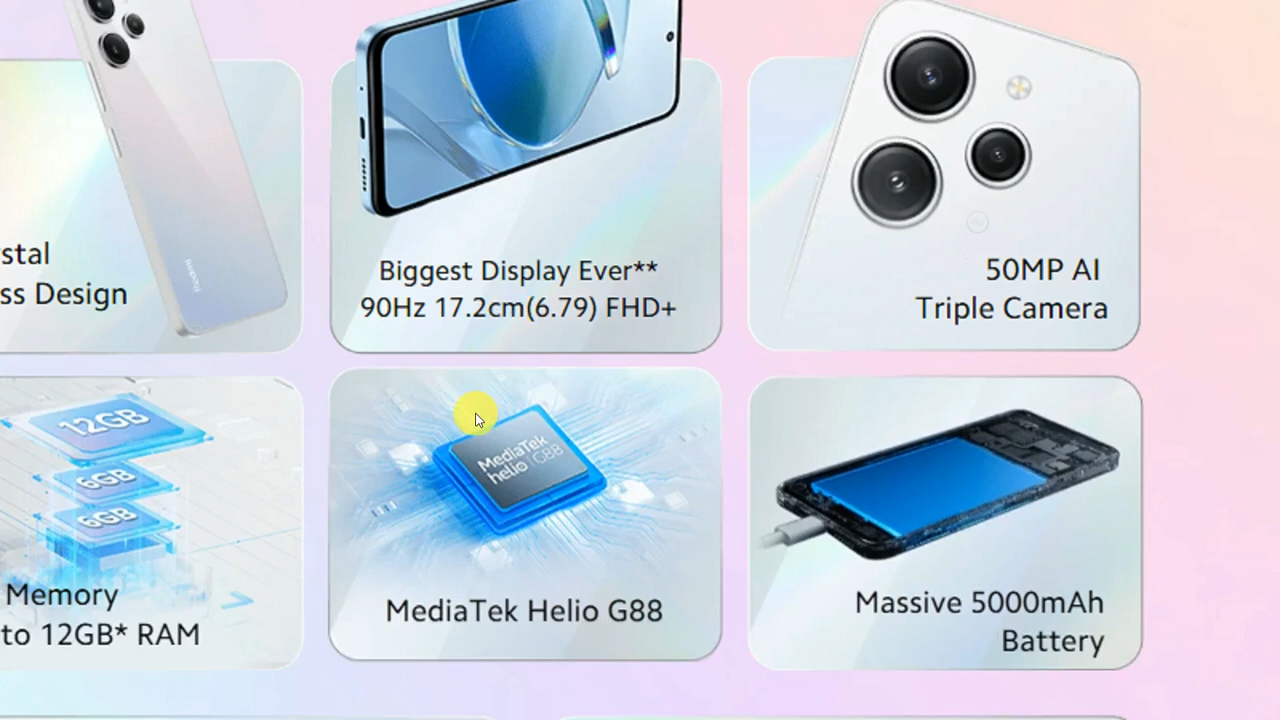 stal
ss Design
Redmi
Biggest Display Ever**
90Hz 17.2cm(6.79) FHD+
50MP AI
Triple Camera
12GB
6GB
6GB
Memory
to 12GB* RAM
MediaTek
helio G88
MediaTek Helio G88
Massive 5000mAh
Battery